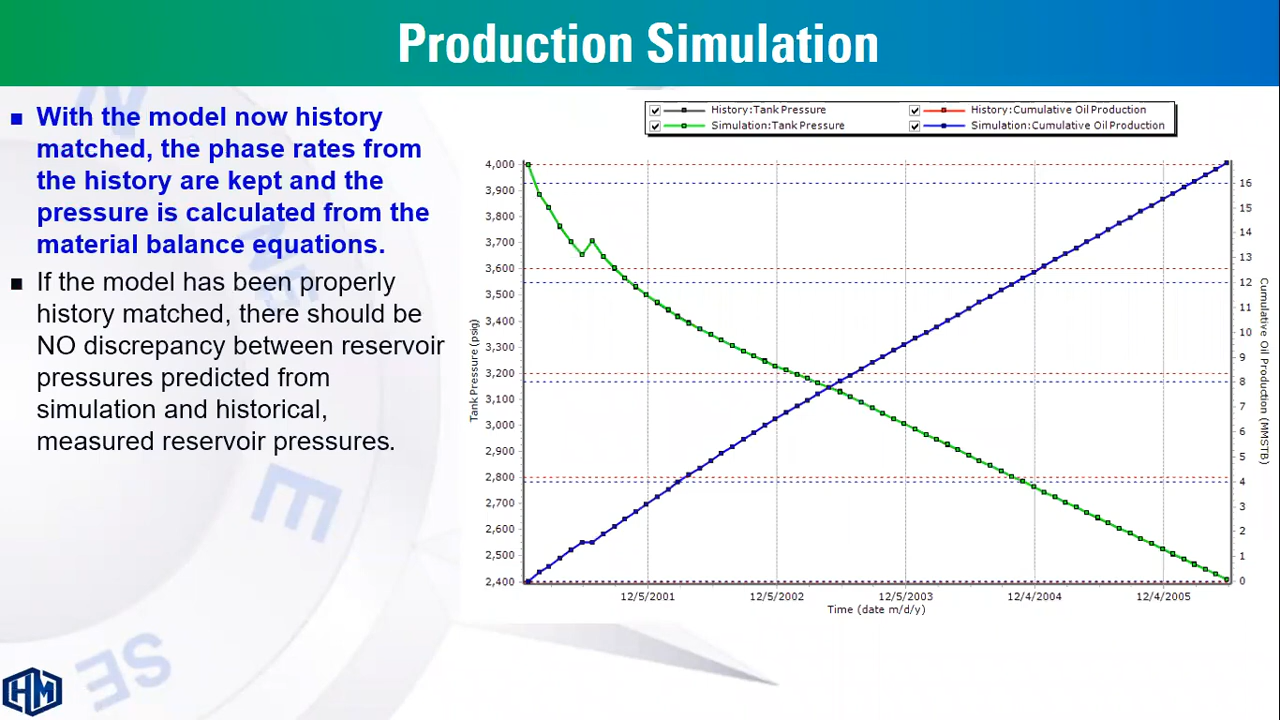 Production Simulation
With the model now history
matched, the phase rates from
the history are kept and the
pressure is calculated from the
material balance equations.
If the model has been properly
history matched, there should be
NO discrepancy between reservoir
pressures predicted from
simulation and historical,
measured reservoir pressures.
History:Tank Pressure
History:Cumulative Oil Production
Simulation:Tank Pressure
Simulation:Cumulative Oil Production
Tank Pressure (psig)
4,000
3,900
3,800
3,700
3,600
3,500
3,400
3,300
3,200
3,100
3,000
2,900
2,800
2,700
2,600
2,500
2,400
16
15
14
13
12
11
10
9
8
7
6
5
4
3
2
1
0
Cumulative Oil Production (MMSTB)
12/5/2001
12/5/2002
12/5/2003
12/4/2004
12/4/2005
Time (date m/d/y)
NE
E
SE
HM